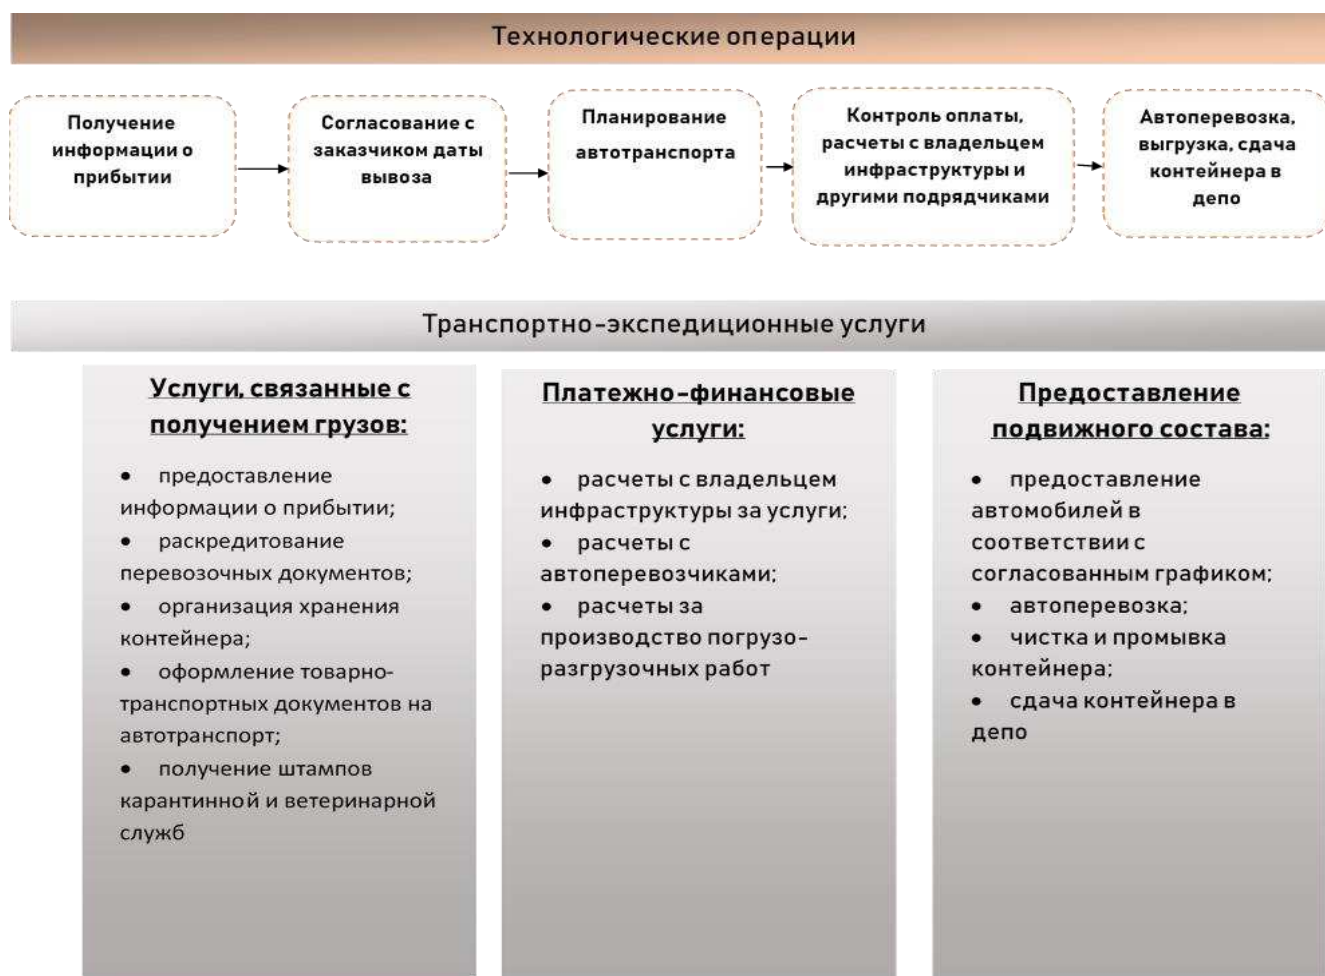 Технологические операции
Получение
информации о
прибытии
Согласование с
заказчиком даты
вывоза
Планирование
автотранспорта
Контроль оплаты,
расчеты с владельцем
инфраструктуры и
другими подрядчиками
Автоперевозка,
выгрузка, сдача
контейнера в
депо
Транспортно-экспедиционные услуги
Услуги, связанные с
получением грузов:
• предоставление
информации о прибытии;
• раскредитование
перевозочных документов;
• организация хранения
контейнера;
• оформление товарно-
транспортных документов на
автотранспорт;
• получение штампов
карантинной и ветеринарной
служб
Платежно-финансовые
услуги:
• расчеты с владельцем
инфраструктуры за услуги;
• расчеты с
автоперевозчиками;
• расчеты за
производство погрузо-
разгрузочных работ
Предоставление
подвижного состава:
• предоставление
автомобилей в
соответствии с
согласованным графиком;
• автоперевозка;
• чистка и промывка
контейнера;
• сдача контейнера в
депо